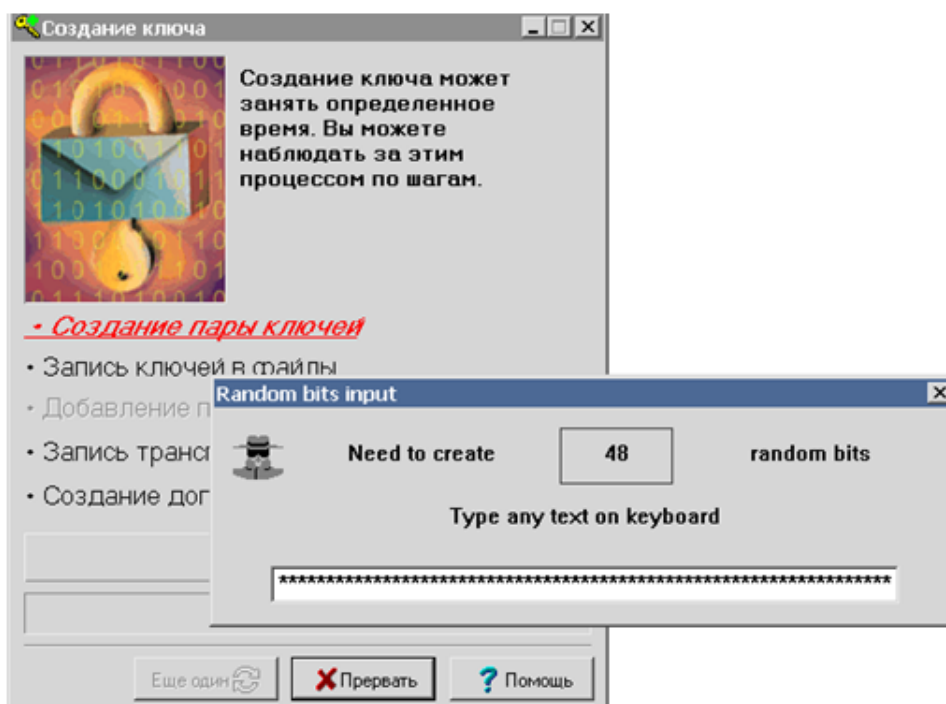 Создание ключа
Создание ключа может
занять определенное
время. Вы можете
наблюдать за этим
процессом по шагам.
• Создание пары ключей
• Запись ключей в файлы
• Добавление
• Запись
• Создание
Random bits input
Need to create 48 random bits
Type any text on keyboard
*****************************************************************
Еще один Прервать Помощь